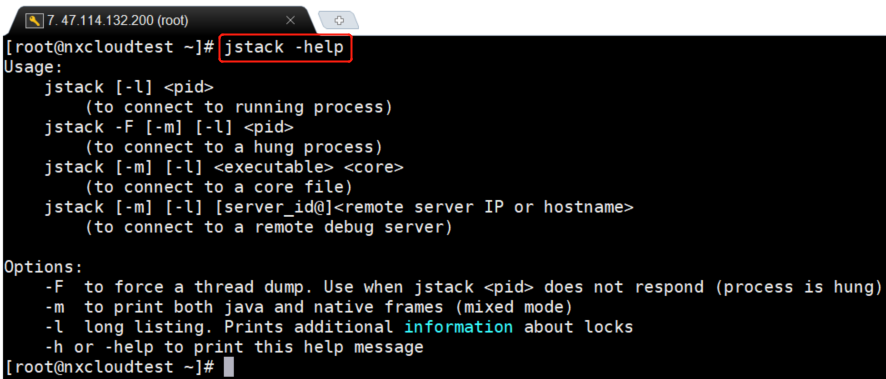 7. 47.114.132.200 (root)
[root@nxcloudtest ~]# jstack -help
Usage:
    jstack [-l] <pid>
        (to connect to running process)
    jstack -F [-m] [-l] <pid>
        (to connect to a hung process)
    jstack [-m] [-l] <executable> <core>
        (to connect to a core file)
    jstack [-m] [-l] [server_id@]<remote server IP or hostname>
        (to connect to a remote debug server)

Options:
    -F  to force a thread dump. Use when jstack <pid> does not respond (process is hung)
    -m  to print both java and native frames (mixed mode)
    -l  long listing. Prints additional information about locks
    -h or -help to print this help message
[root@nxcloudtest ~]#